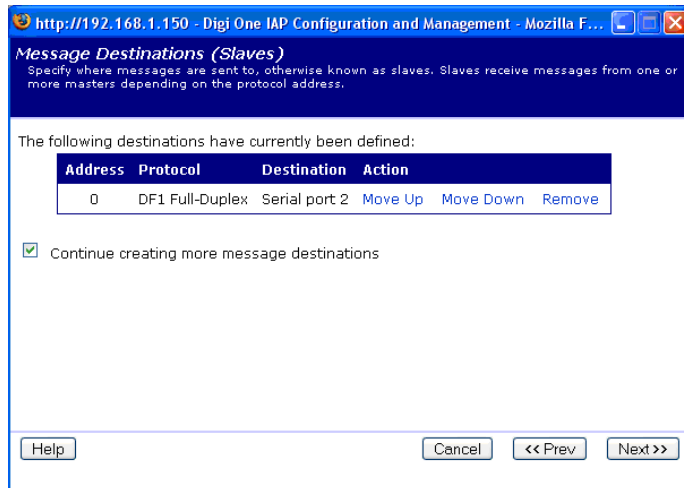 http://192.168.1.150 - Digi One IAP Configuration and Management - Mozilla F...
Message Destinations (Slaves)
Specify where messages are sent to, otherwise known as slaves. Slaves receive messages from one or
more masters depending on the protocol address.
The following destinations have currently been defined:
Address Protocol Destination Action
0 DF1 Full-Duplex Serial port 2 Move Up Move Down Remove
Continue creating more message destinations
Help Cancel << Prev Next >>